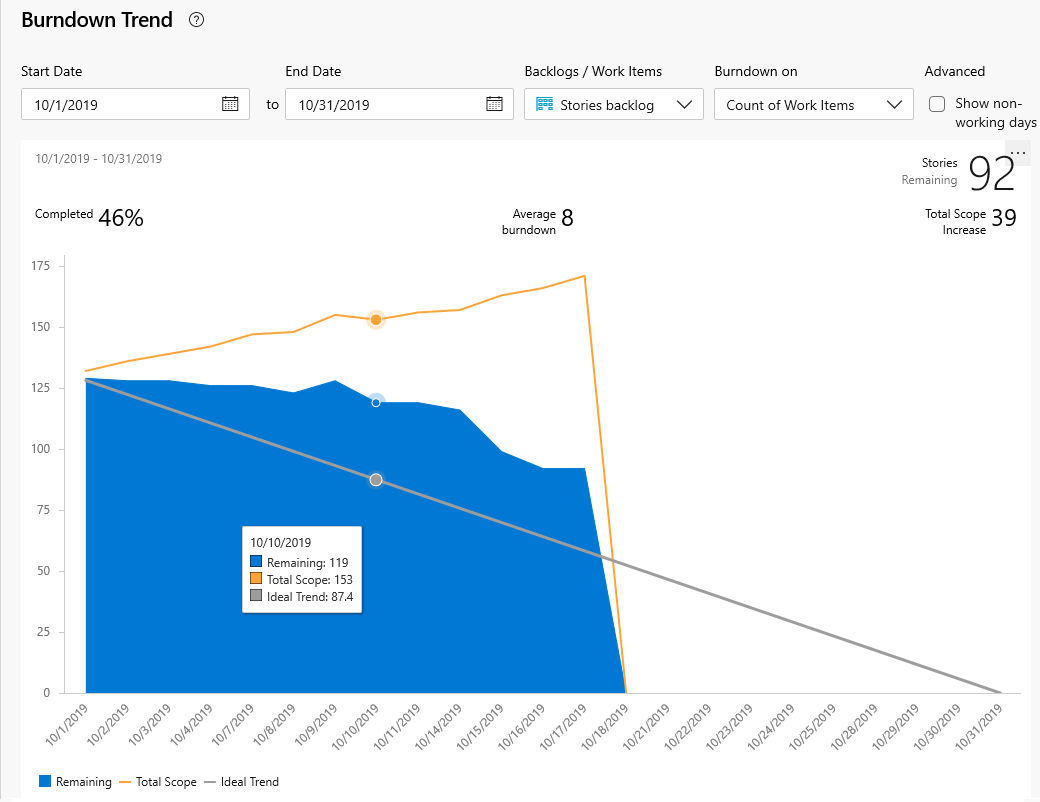 Burndown Trend ?
Start Date
End Date
Backlogs / Work Items
Burndown on
Advanced
10/1/2019
to
10/31/2019
Stories backlog
Count of Work Items
Show non-
working days
10/1/2019 - 10/31/2019
...
Stories
Remaining
92
Completed 46%
Average
burndown
8
Total Scope
Increase
39
175
150
125
100
75
50
25
0
10/10/2019
Remaining: 119
Total Scope: 153
Ideal Trend: 87.4
10/1/2019
10/2/2019
10/3/2019
10/4/2019
10/7/2019
10/8/2019
10/9/2019
10/10/2019
10/11/2019
10/14/2019
10/15/2019
10/16/2019
10/17/2019
10/18/2019
10/21/2019
10/22/2019
10/23/2019
10/24/2019
10/25/2019
10/28/2019
10/29/2019
10/30/2019
10/31/2019
Remaining
Total Scope
Ideal Trend